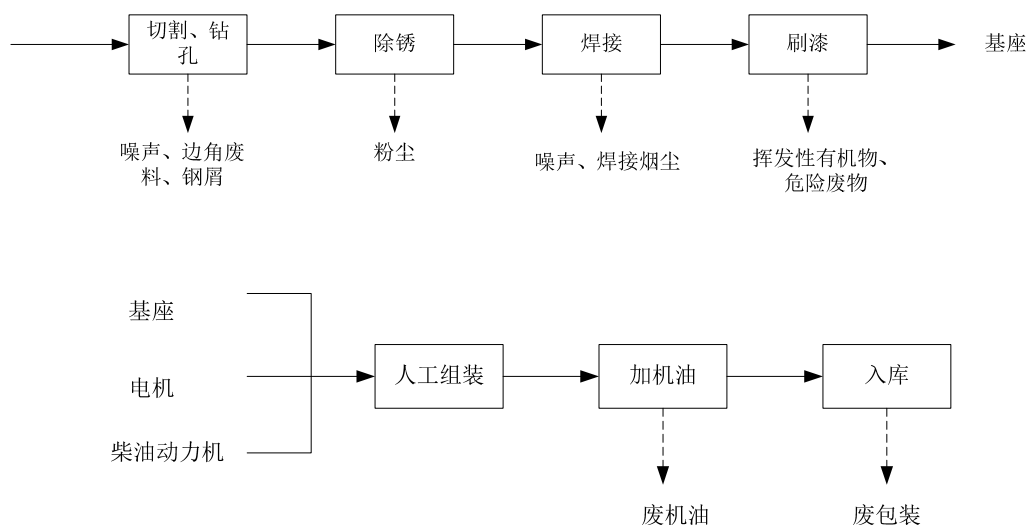 切割、钻
孔
除锈
焊接
刷漆
基座
噪声、边角废
料、钢屑
粉尘
噪声、焊接烟尘
挥发性有机物、
危险废物
基座
电机
柴油动力机
人工组装
加机油
入库
废机油
废包装